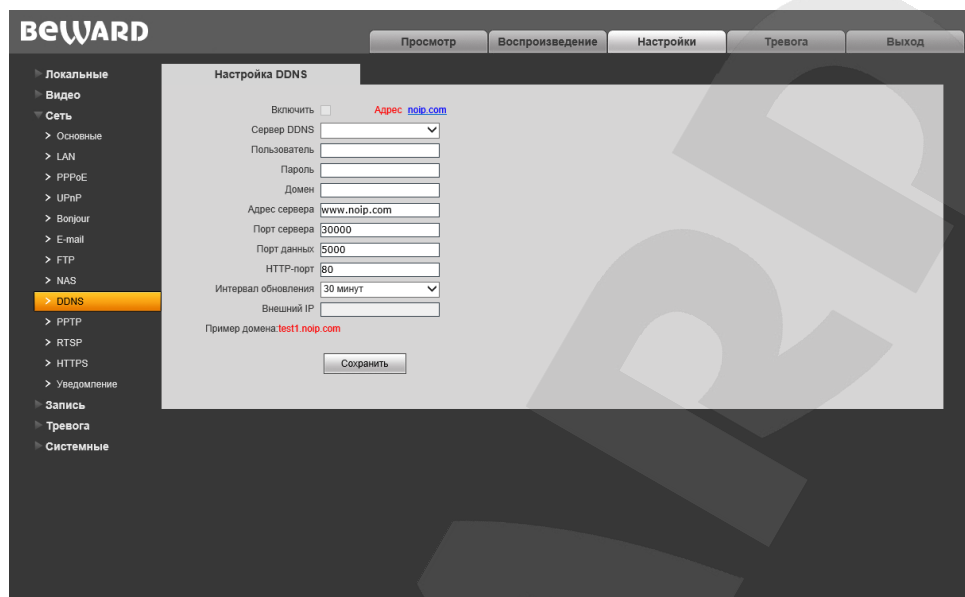 BEWARD
Просмотр Воспроизведение Настройки Тревога Выход
Локальные
Видео
Сеть
Основные
LAN
PPPoE
UPnP
Bonjour
E-mail
FTP
NAS
DDNS
PPTP
RTSP
HTTPS
Уведомление
Запись
Тревога
Системные
Настройка DDNS
Включить Адрес noip.com
Сервер DDNS
Пользователь
Пароль
Домен
Адрес сервера www.noip.com
Порт сервера 30000
Порт данных 5000
HTTP-порт 80
Интервал обновления 30 минут
Внешний IP
Пример домена:test1.noip.com
Сохранить